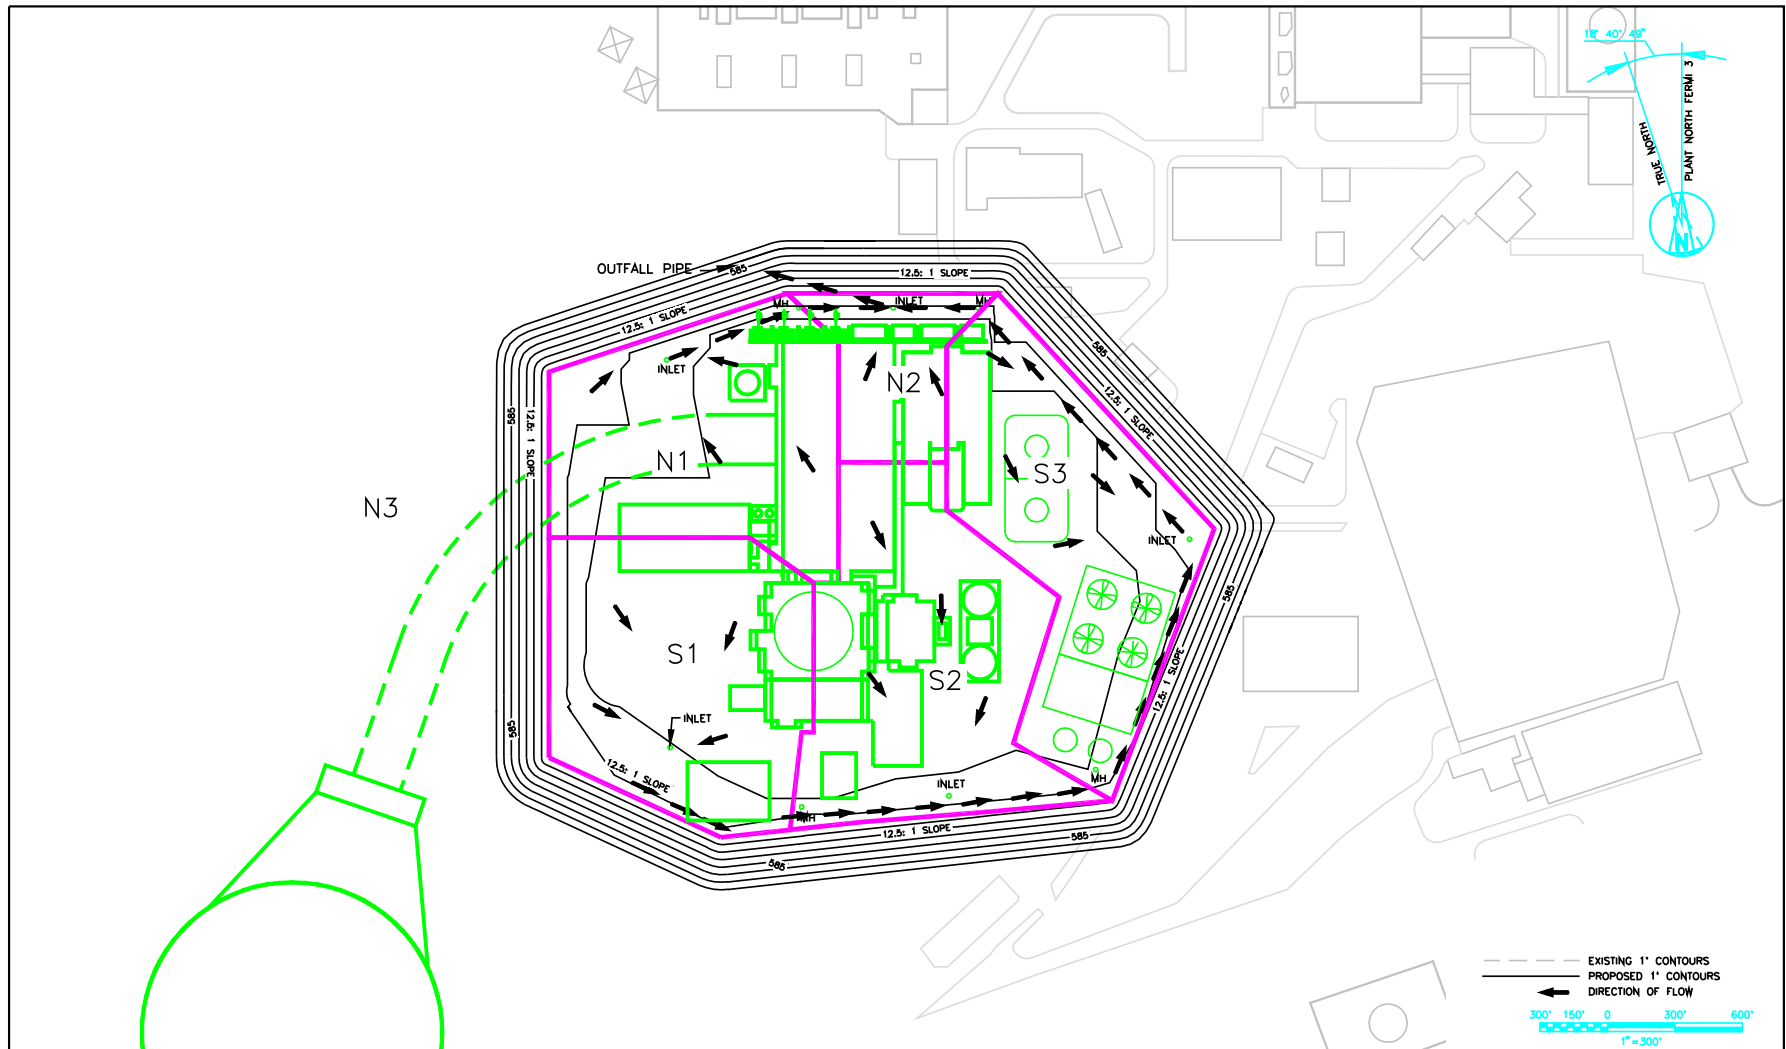 18° 40' 49"
TRUE NORTH
PLANT NORTH FERMI 3
N
OUTFALL PIPE
585
12.5: 1 SLOPE
MH
INLET
MH
12.5: 1 SLOPE
585
INLET
N2
12.5: 1 SLOPE
585
12.5: 1 SLOPE
N1
S3
N3
INLET
585
S1
S2
12.5: 1 SLOPE
INLET
585
12.5: 1 SLOPE
MH
INLET
MH
12.5: 1 SLOPE
585
585
EXISTING 1' CONTOURS
PROPOSED 1' CONTOURS
DIRECTION OF FLOW
300' 150' 0 300' 600'
1"=300'